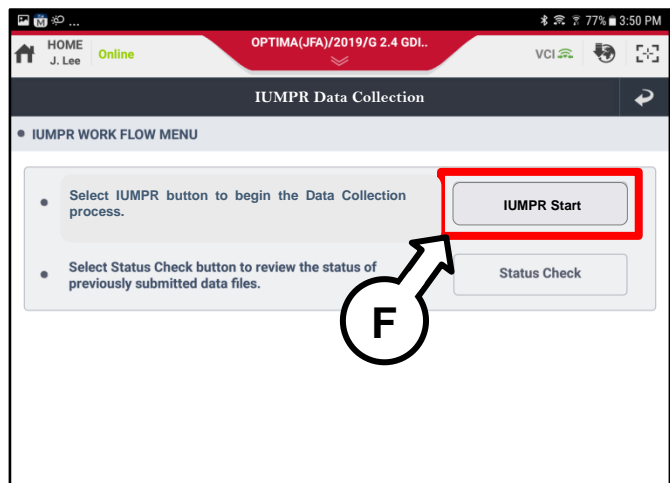 ... 77% 3:50 PM
HOME
J. Lee
Online
OPTIMA(JFA)/2019/G 2.4 GDI..
VCI
IUMPR Data Collection
• IUMPR WORK FLOW MENU
• Select IUMPR button to begin the Data Collection
process.
IUMPR Start
• Select Status Check button to review the status of
previously submitted data files.
Status Check
F